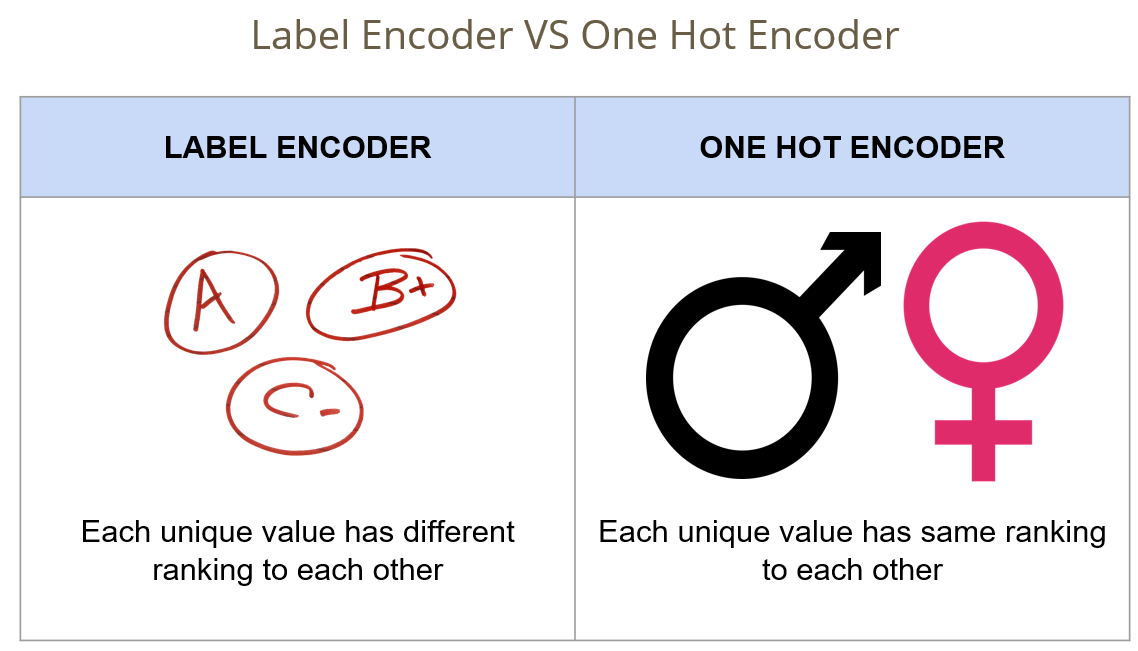 Label Encoder VS One Hot Encoder
LABEL ENCODER
ONE HOT ENCODER
A
B+
C-
Each unique value has different
ranking to each other
Each unique value has same ranking
to each other